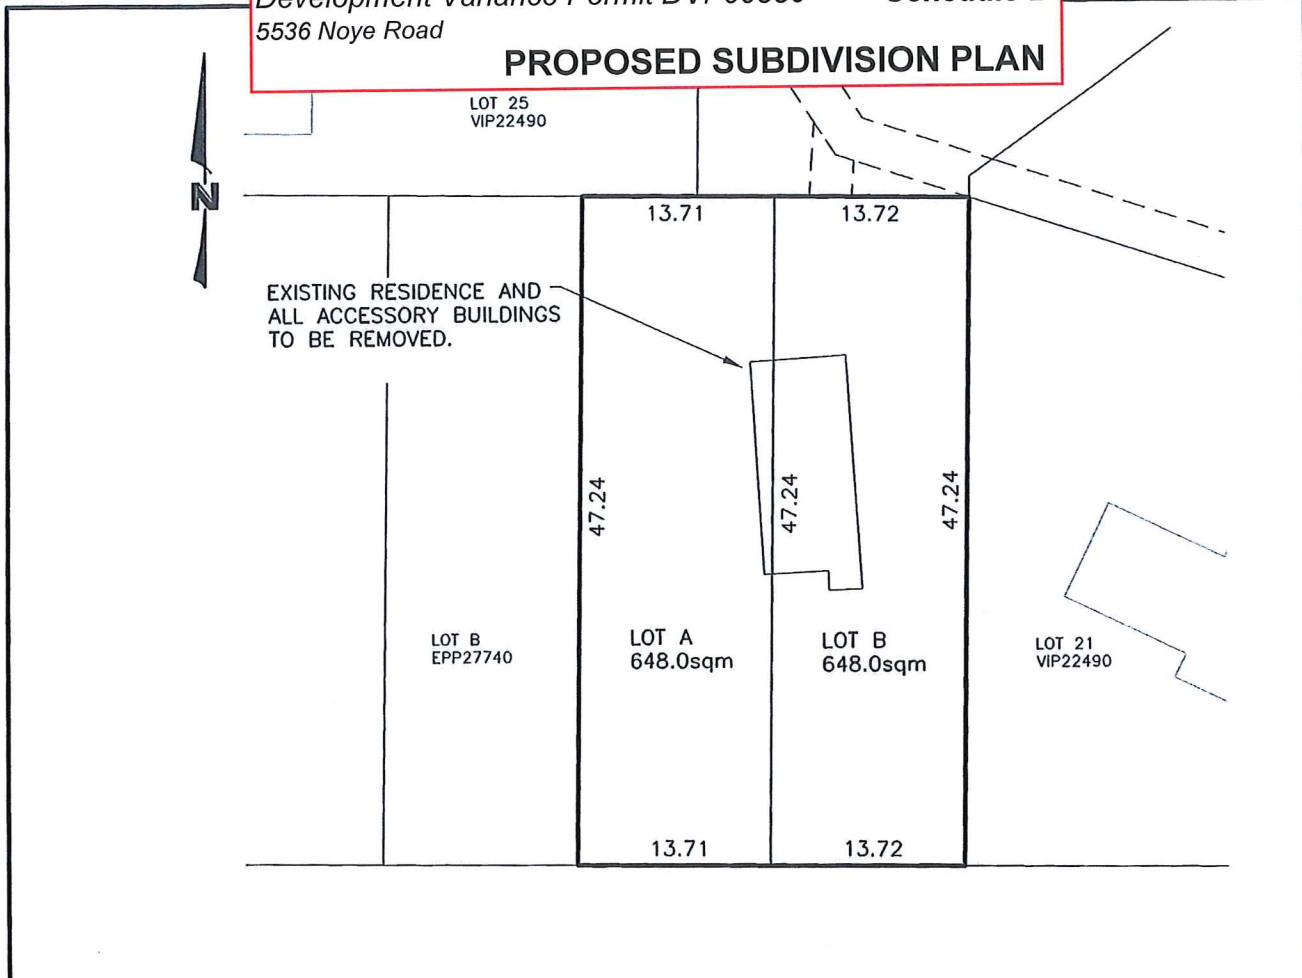 5536 Noye Road
PROPOSED SUBDIVISION PLAN
LOT 25
VIP22490
N
13.71
13.72
EXISTING RESIDENCE AND
ALL ACCESSORY BUILDINGS
TO BE REMOVED.
47.24
47.24
47.24
LOT B
EPP27740
LOT A
648.0sqm
LOT B
648.0sqm
LOT 21
VIP22490
13.71
13.72